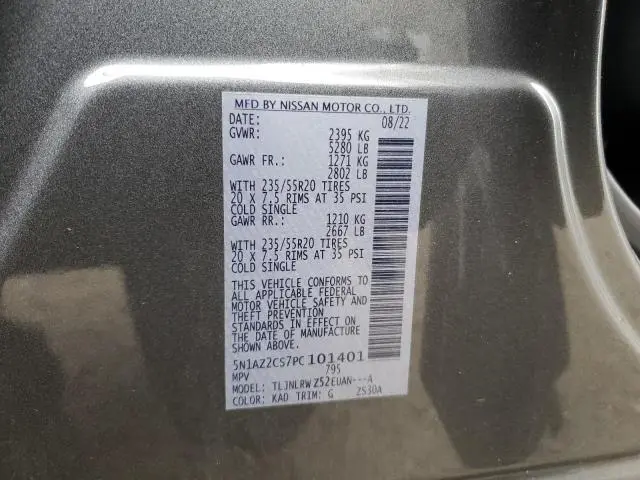 MFD BY NISSAN MOTOR CO., LTD.
DATE: 08/22
GVWR: 2395 KG
5280 LB
GAWR FR.: 1271 KG
2802 LB
WITH 235/55R20 TIRES
20 X 7.5 RIMS AT 35 PSI
COLD SINGLE
GAWR RR.: 1210 KG
2667 LB
WITH 235/55R20 TIRES
20 X 7.5 RIMS AT 35 PSI
COLD SINGLE
THIS VEHICLE CONFORMS TO
ALL APPLICABLE FEDERAL
MOTOR VEHICLE SAFETY AND
THEFT PREVENTION
STANDARDS IN EFFECT ON
THE DATE OF MANUFACTURE
SHOWN ABOVE.
5N1AZ2CS7PC101401
MPV 795
MODEL: TLJNLRW Z52EUAN---A
COLOR: KAD TRIM: G ZS30A